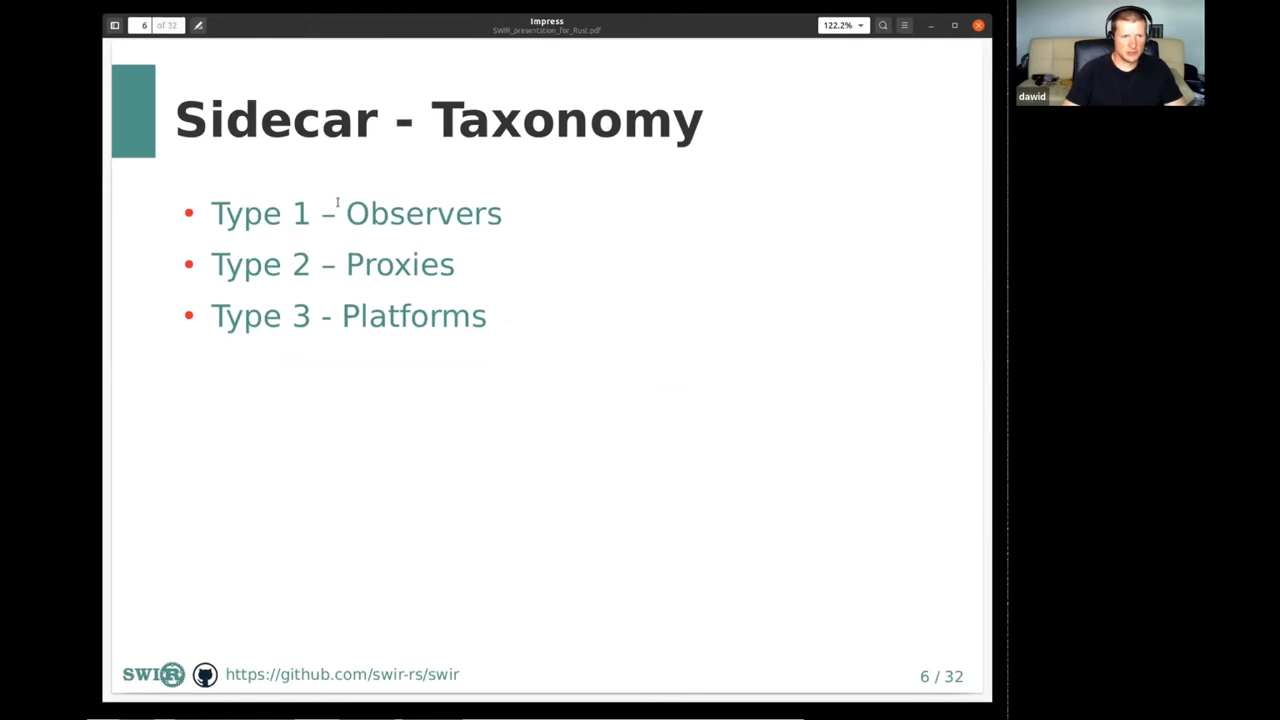 6 of 32
Impress
SWIR_presentation_for_Rust.pdf
122.2%
dawid
Sidecar - Taxonomy
Type 1 – Observers
Type 2 – Proxies
Type 3 - Platforms
SWIR
https://github.com/swir-rs/swir
6 / 32